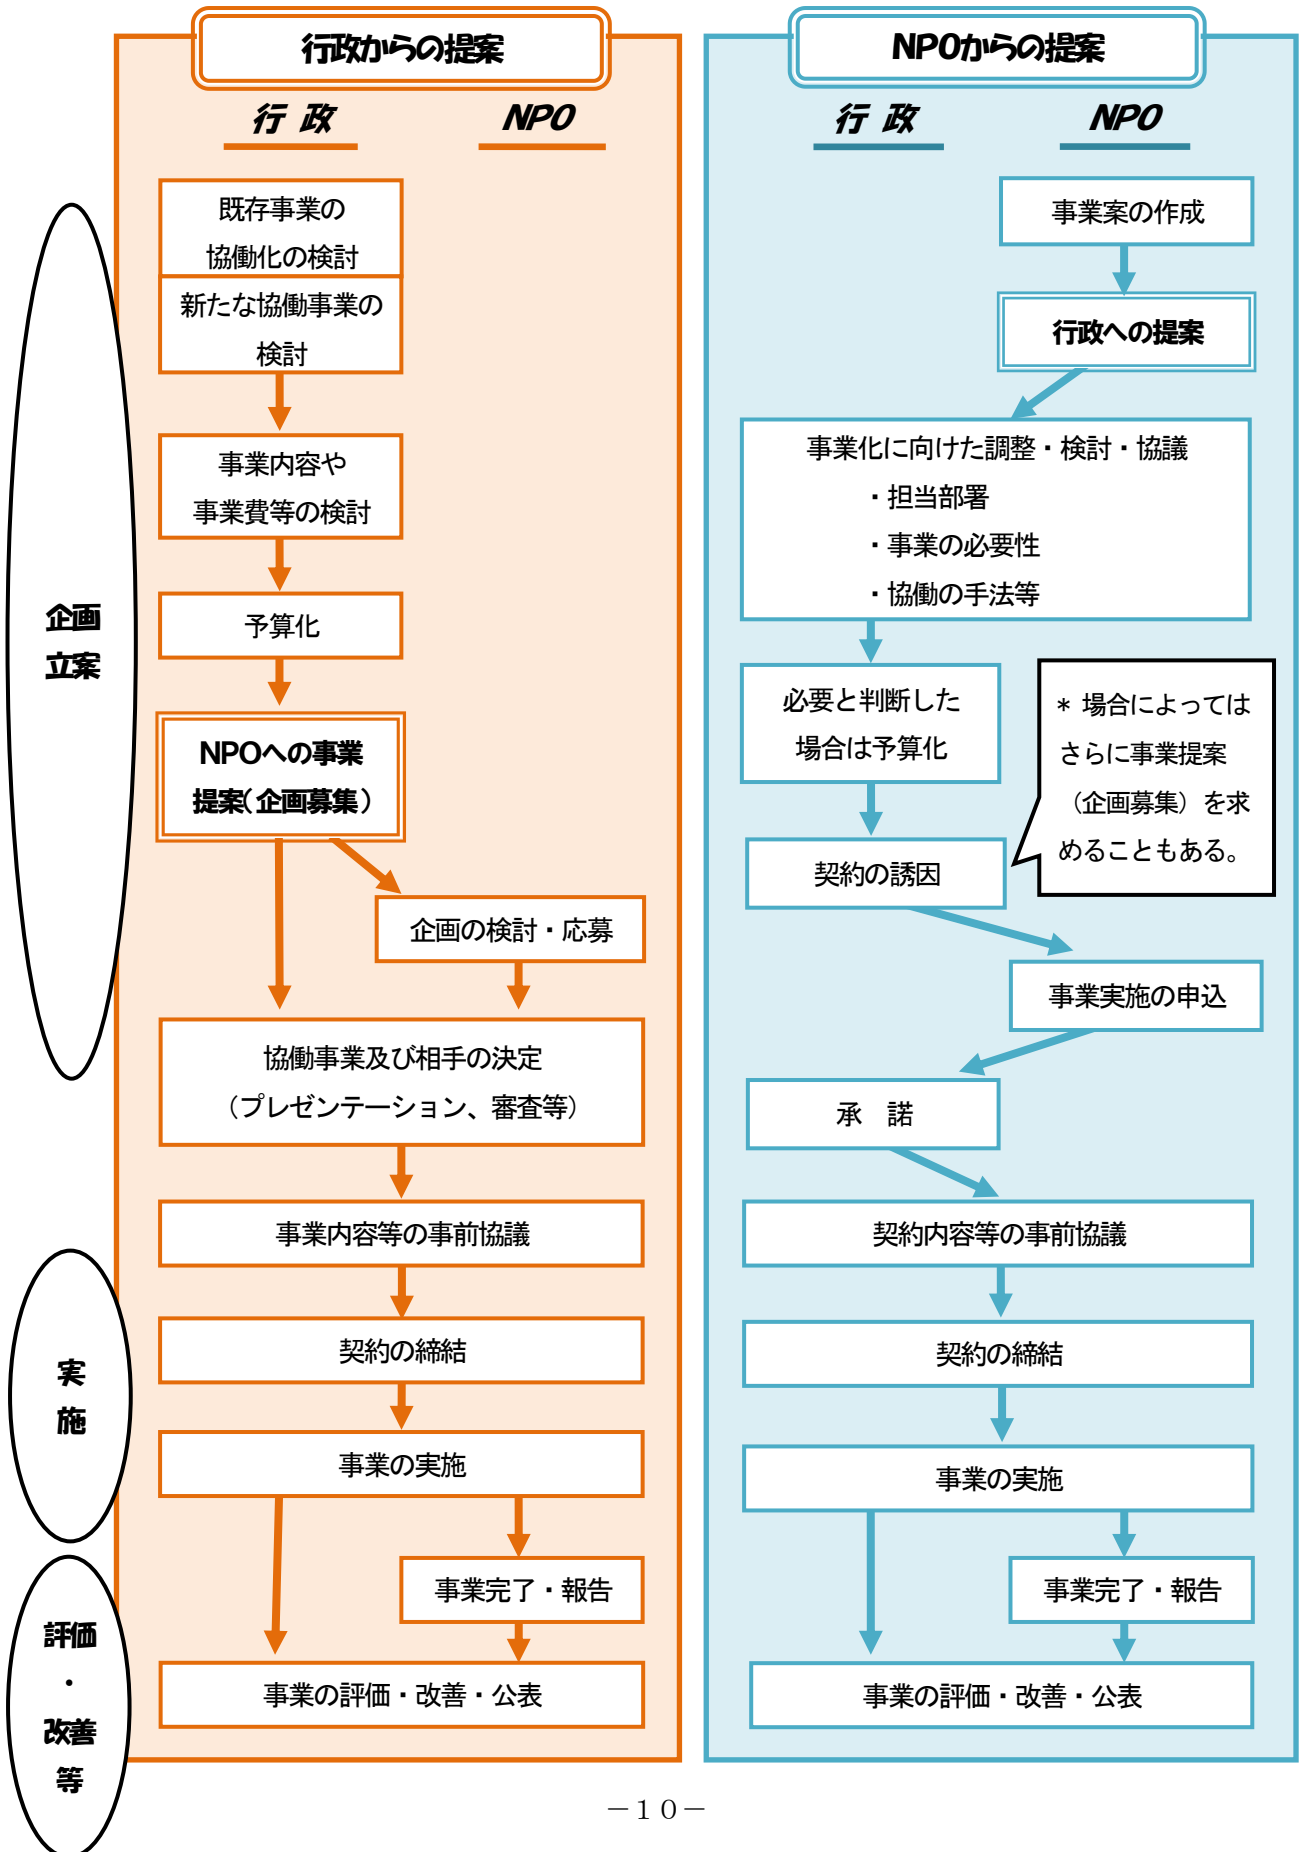 行政からの提案
行 政
NPO
既存事業の
協働化の検討
新たな協働事業の
検討
事業内容や
事業費等の検討
予算化
NPOへの事業
提案(企画募集)
企画の検討・応募
協働事業及び相手の決定
(プレゼンテーション、審査等)
事業内容等の事前協議
契約の締結
事業の実施
事業完了・報告
事業の評価・改善・公表
NPOからの提案
行 政
NPO
事業案の作成
行政への提案
事業化に向けた調整・検討・協議
・担当部署
・事業の必要性
・協働の手法等
必要と判断した
場合は予算化
* 場合によっては
さらに事業提案
(企画募集)を求
めることもある。
契約の誘因
事業実施の申込
承 諾
契約内容等の事前協議
契約の締結
事業の実施
事業完了・報告
事業の評価・改善・公表
企画
立案
実
施
評価
・
改善
等
－10－